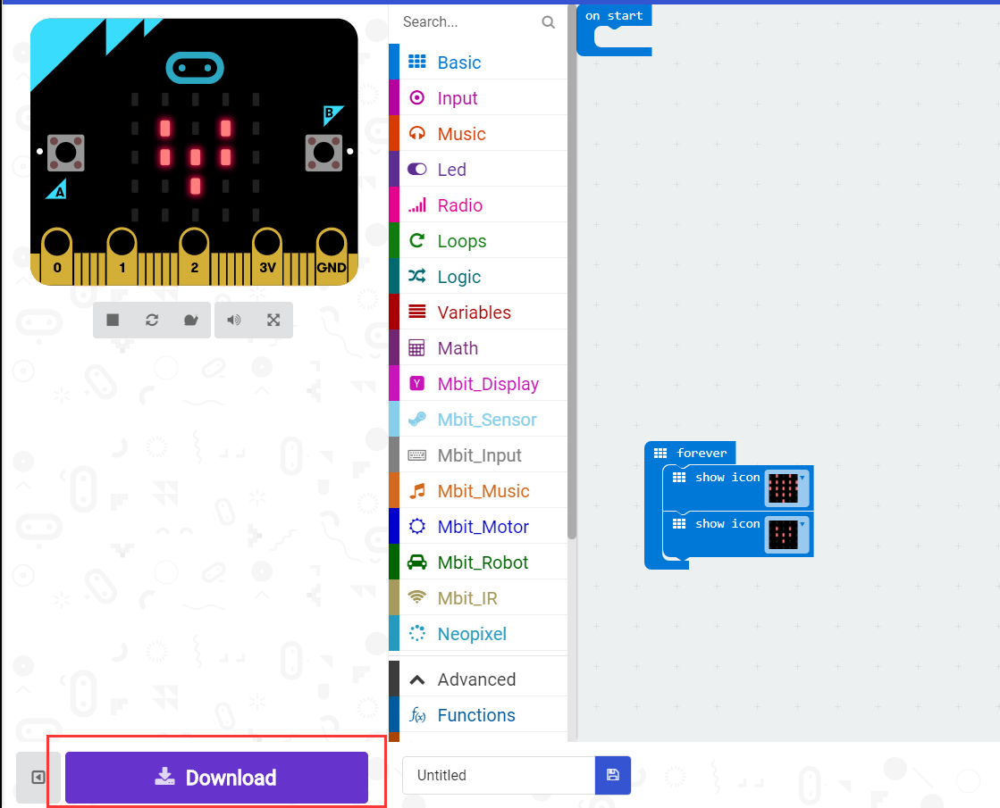 B
A
0 1 2 3V GND
Search...
Basic
Input
Music
Led
Radio
Loops
Logic
Variables
Math
Y Mbit_Display
Mbit_Sensor
Mbit_Input
Mbit_Music
Mbit_Motor
Mbit_Robot
Mbit_IR
Neopixel
Advanced
f(x) Functions
on start
forever
show icon
show icon
Download
Untitled